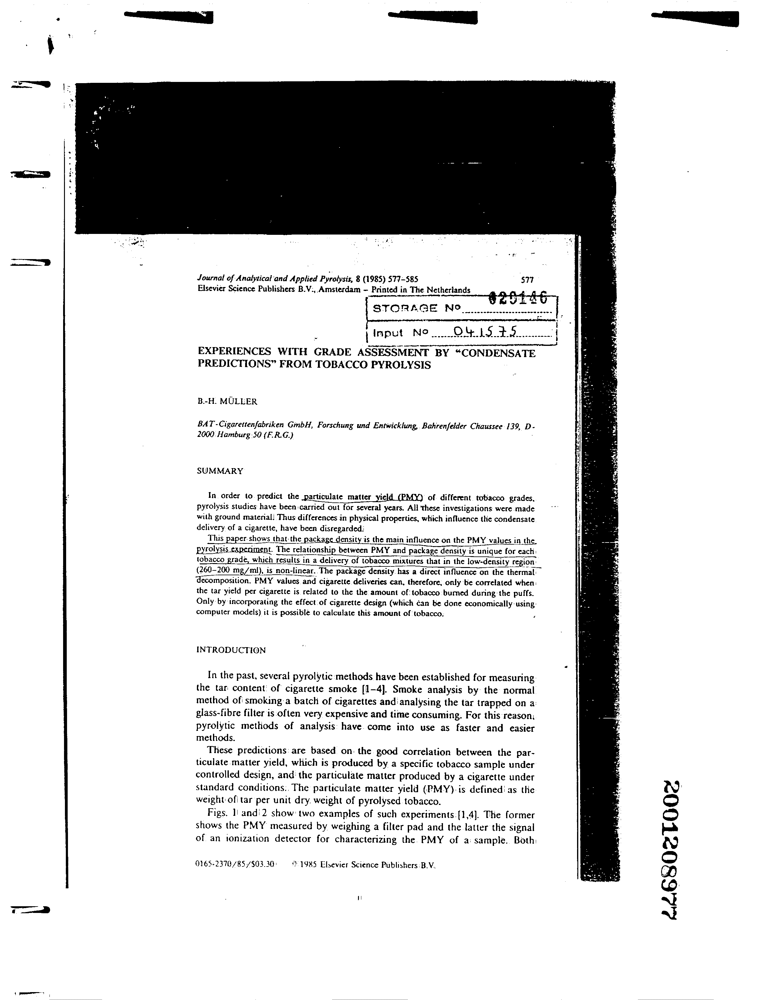 Journal of Analytical and Applied Pyrolysis, 8 (1985) 577–585 577
Elsevier Science Publishers B.V., Amsterdam – Printed in The Netherlands
020146
STORAGE No
Input No 041575
EXPERIENCES WITH GRADE ASSESSMENT BY “CONDENSATE
PREDICTIONS” FROM TOBACCO PYROLYSIS
B.-H. MÜLLER
BAT-Cigarettenfabriken GmbH, Forschung und Entwicklung, Bahrenfelder Chaussee 139, D-
2000 Hamburg 50 (F.R.G.)
SUMMARY
In order to predict the particulate matter yield (PMY) of different tobacco grades,
pyrolysis studies have been carried out for several years. All these investigations were made
with ground material. Thus differences in physical properties, which influence the condensate
delivery of a cigarette, have been disregarded.
This paper shows that the package density is the main influence on the PMY values in the
pyrolysis experiment. The relationship between PMY and package density is unique for each
tobacco grade, which results in a delivery of tobacco mixtures that in the low-density region
(260–200 mg/ml), is non-linear. The package density has a direct influence on the thermal
decomposition. PMY values and cigarette deliveries can, therefore, only be correlated when
the tar yield per cigarette is related to the the amount of tobacco burned during the puffs.
Only by incorporating the effect of cigarette design (which can be done economically using
computer models) it is possible to calculate this amount of tobacco.
INTRODUCTION
In the past, several pyrolytic methods have been established for measuring
the tar content of cigarette smoke [1–4]. Smoke analysis by the normal
method of smoking a batch of cigarettes and analysing the tar trapped on a
glass-fibre filter is often very expensive and time consuming. For this reason,
pyrolytic methods of analysis have come into use as faster and easier
methods.
These predictions are based on the good correlation between the par-
ticulate matter yield, which is produced by a specific tobacco sample under
controlled design, and the particulate matter produced by a cigarette under
standard conditions. The particulate matter yield (PMY) is defined as the
weight of tar per unit dry weight of pyrolysed tobacco.
Figs. 1 and 2 show two examples of such experiments [1,4]. The former
shows the PMY measured by weighing a filter pad and the latter the signal
of an ionization detector for characterizing the PMY of a sample. Both
0165-2370/85/$03.30 © 1985 Elsevier Science Publishers B.V.
2001208977